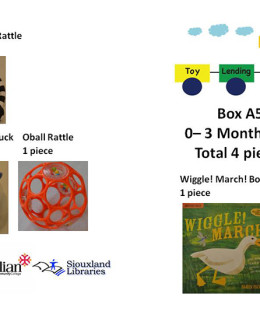 Rattle
uck
Oball Rattle
1 piece
lian
Siouxland
Libraries
Toy
Lending
Box A5
0– 3 Month
Total 4 pie
Wiggle! March! Bo
1 piece
WIGGLE!
MARCH